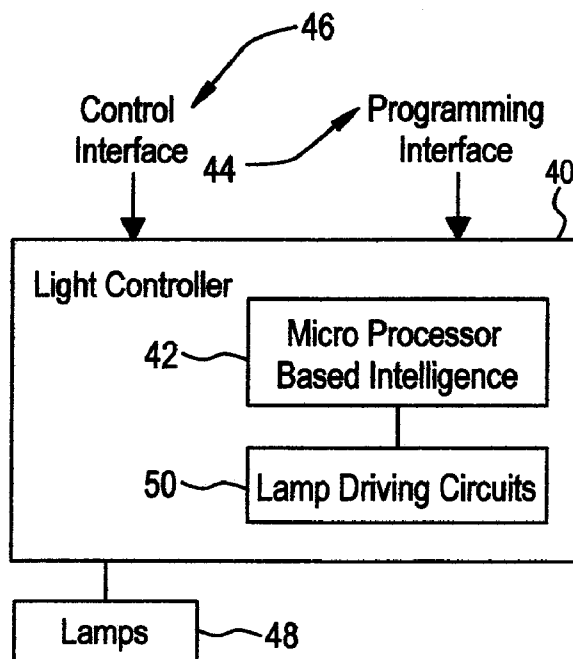 46
Control
Interface
44
Programming
Interface
40
Light Controller
42
Micro Processor
Based Intelligence
50
Lamp Driving Circuits
Lamps
48